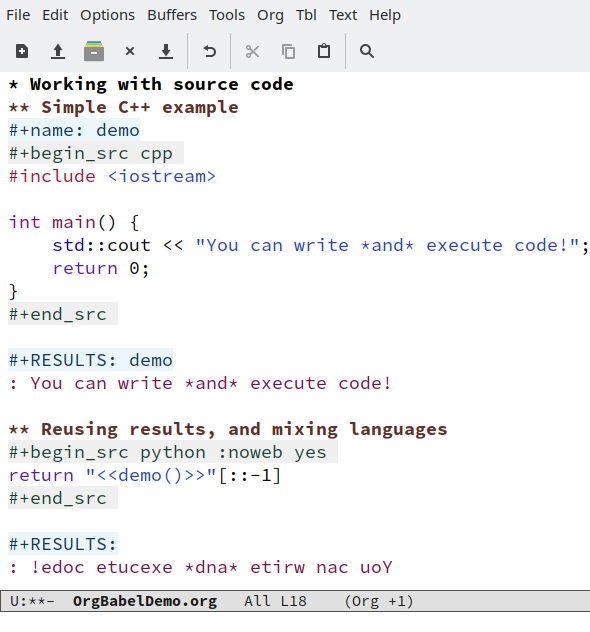 File Edit Options Buffers Tools Org Tbl Text Help
* Working with source code
** Simple C++ example
#+name: demo
#+begin_src cpp
#include <iostream>
int main() {
    std::cout << "You can write *and* execute code!";
    return 0;
}
#+end_src
#+RESULTS: demo
: You can write *and* execute code!
** Reusing results, and mixing languages
#+begin_src python :noweb yes
return "<<demo()>>"[::-1]
#+end_src
#+RESULTS:
: !edoc etucexe *dna* etirw nac uoY
U:**-  OrgBabelDemo.org   All L18    (Org +1)